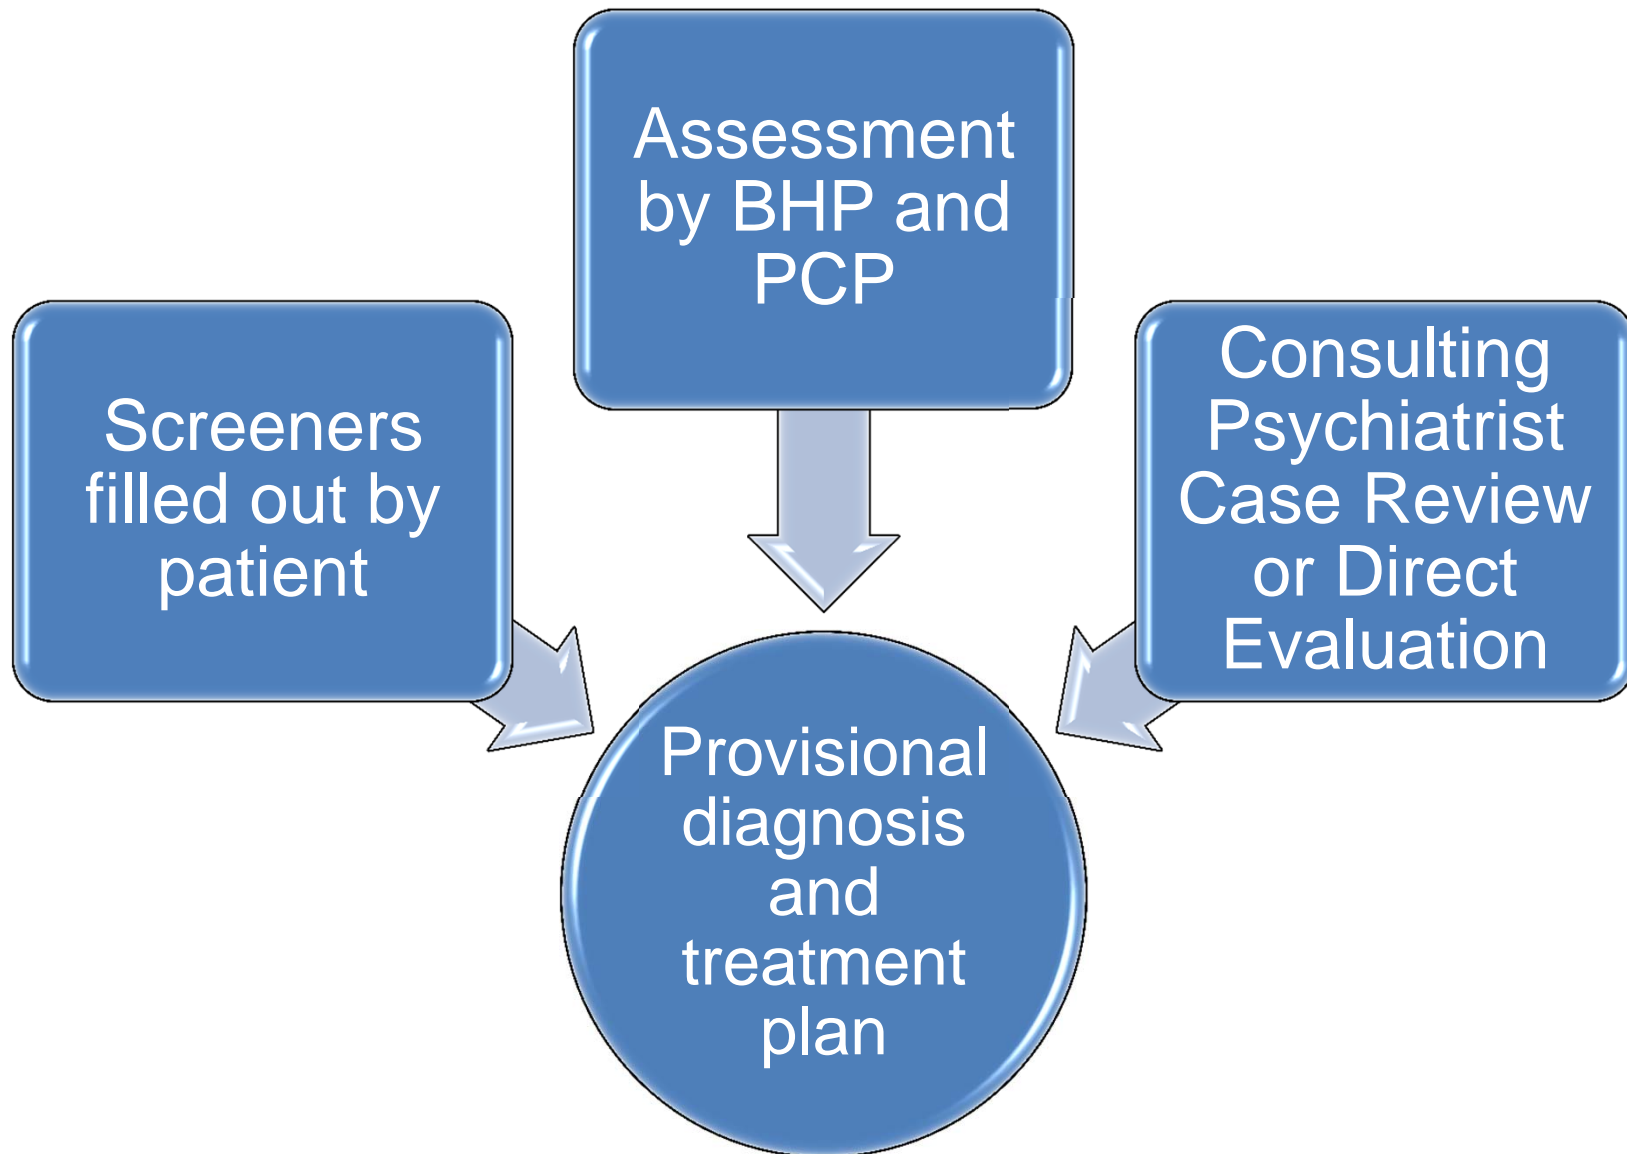 Assessment
by BHP and
PCP
Screeners
filled out by
patient
Consulting
Psychiatrist
Case Review
or Direct
Evaluation
Provisional
diagnosis
and
treatment
plan